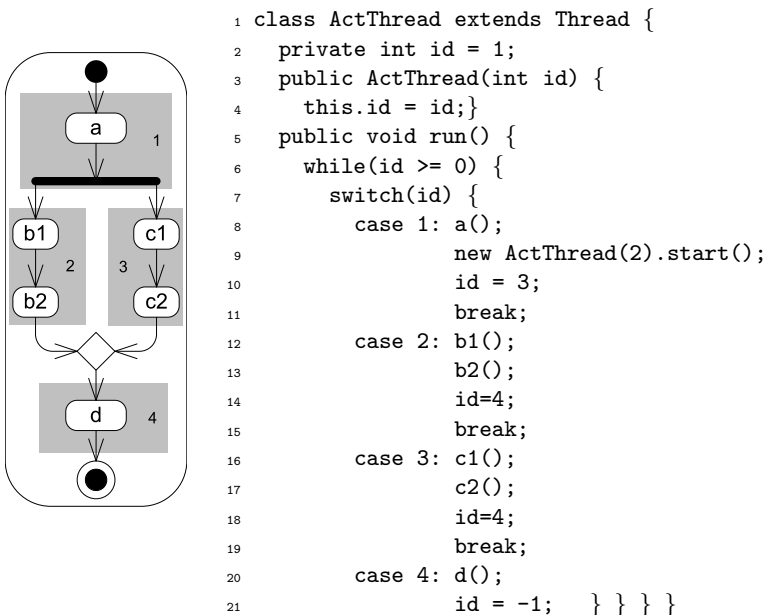 a
1
b1
c1
2
3
b2
c2
d
4
1 class ActThread extends Thread {
2 private int id = 1;
3 public ActThread(int id) {
4 this.id = id;}
5 public void run() {
6 while(id >= 0) {
7 switch(id) {
8 case 1: a();
9 new ActThread(2).start();
10 id = 3;
11 break;
12 case 2: b1();
13 b2();
14 id=4;
15 break;
16 case 3: c1();
17 c2();
18 id=4;
19 break;
20 case 4: d();
21 id = -1; } } } }